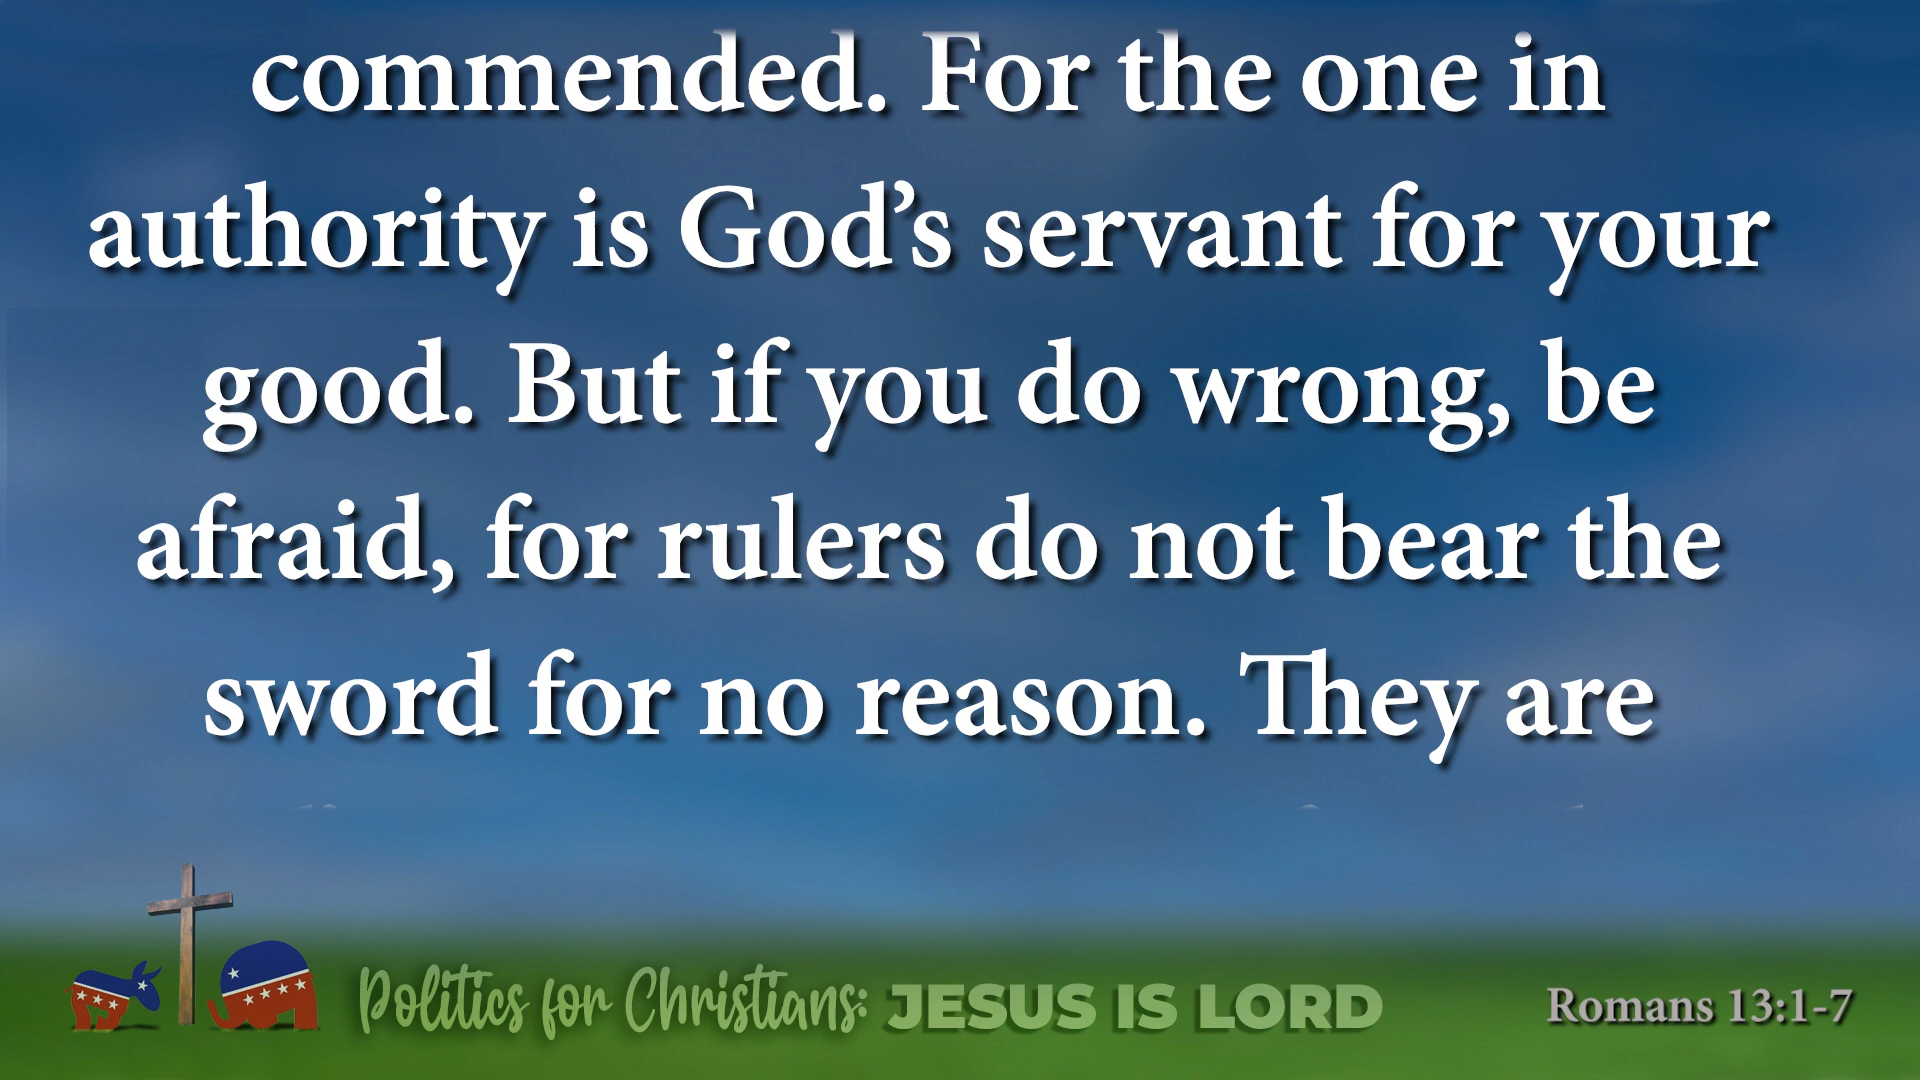 commended. For the one in
authority is God’s servant for your
good. But if you do wrong, be
afraid, for rulers do not bear the
sword for no reason. They are
Politics for Christians: JESUS IS LORD
Romans 13:1-7